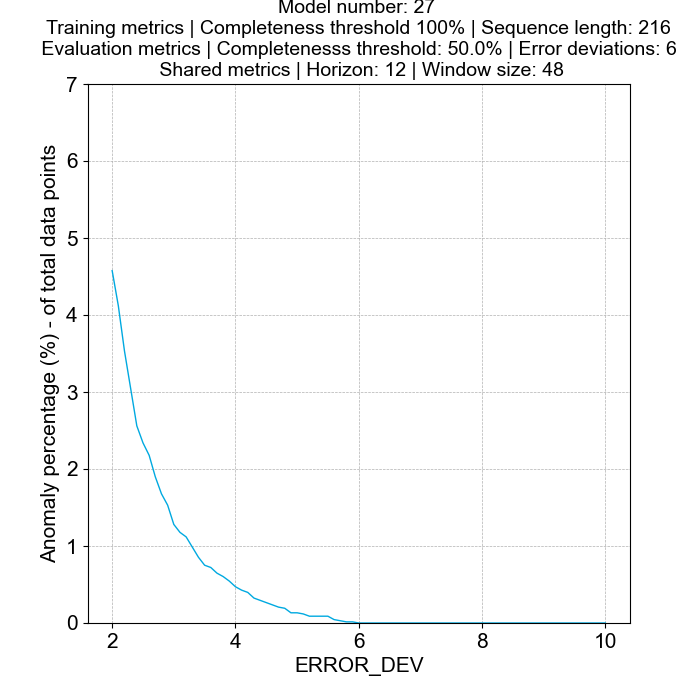 Model number: 27
Training metrics | Completeness threshold 100% | Sequence length: 216
Evaluation metrics | Completenesss threshold: 50.0% | Error deviations: 6
Shared metrics | Horizon: 12 | Window size: 48
7
6
5
4
3
2
1
0
Anomaly percentage (%) - of total data points
2 4 6 8 10
ERROR_DEV